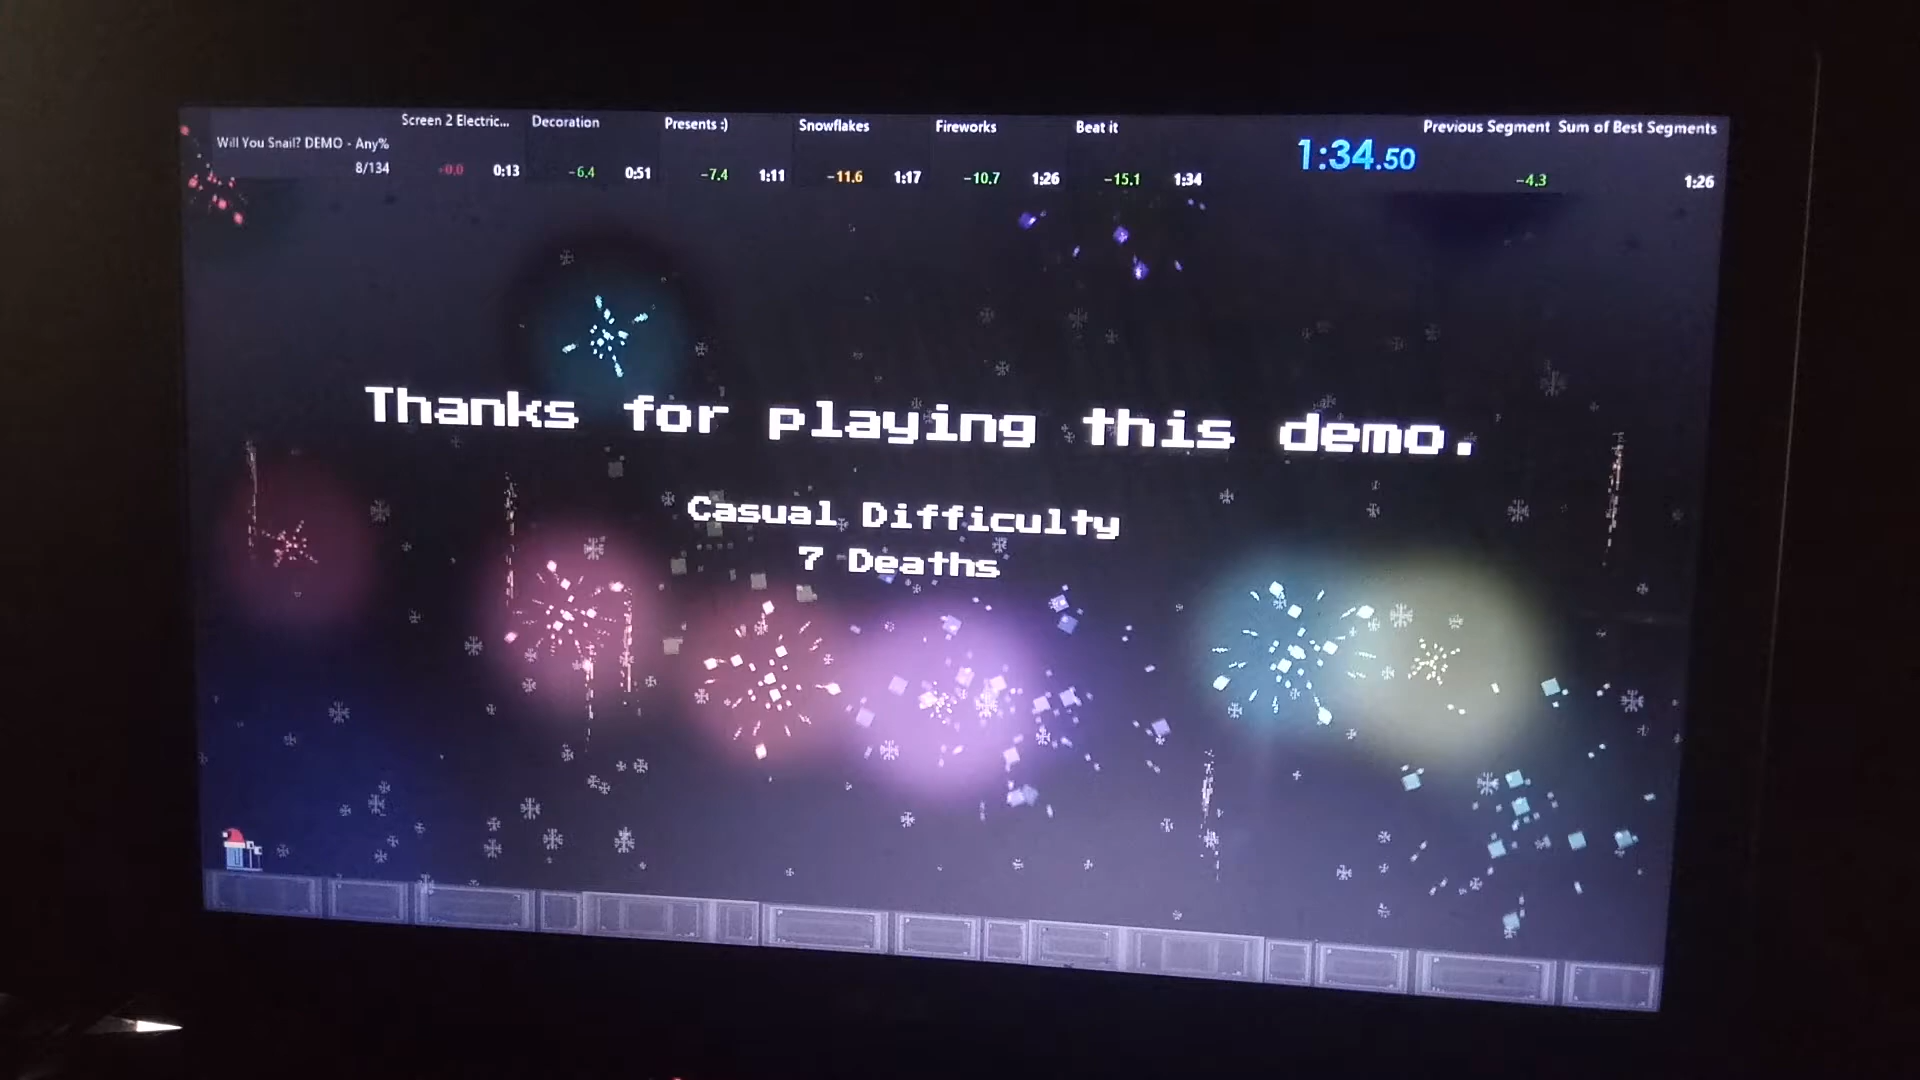 Will You Snail? DEMO - Any%
8/134
Screen 2 Electric...
+0.0 0:13
Decoration
-6.4 0:51
Presents :)
-7.4 1:11
Snowflakes
-11.6 1:17
Fireworks
-10.7 1:26
Beat it
-15.1 1:34
1:34.50
Previous Segment
-4.3
Sum of Best Segments
1:26
Thanks for playing this demo.
Casual Difficulty
7 Deaths